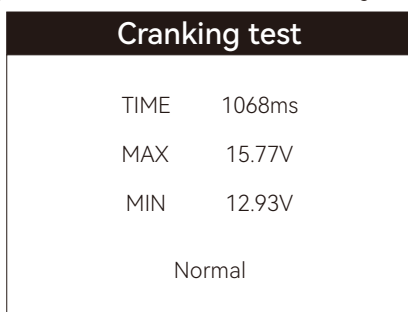 Cranking test
TIME 1068ms
MAX 15.77V
MIN 12.93V
Normal